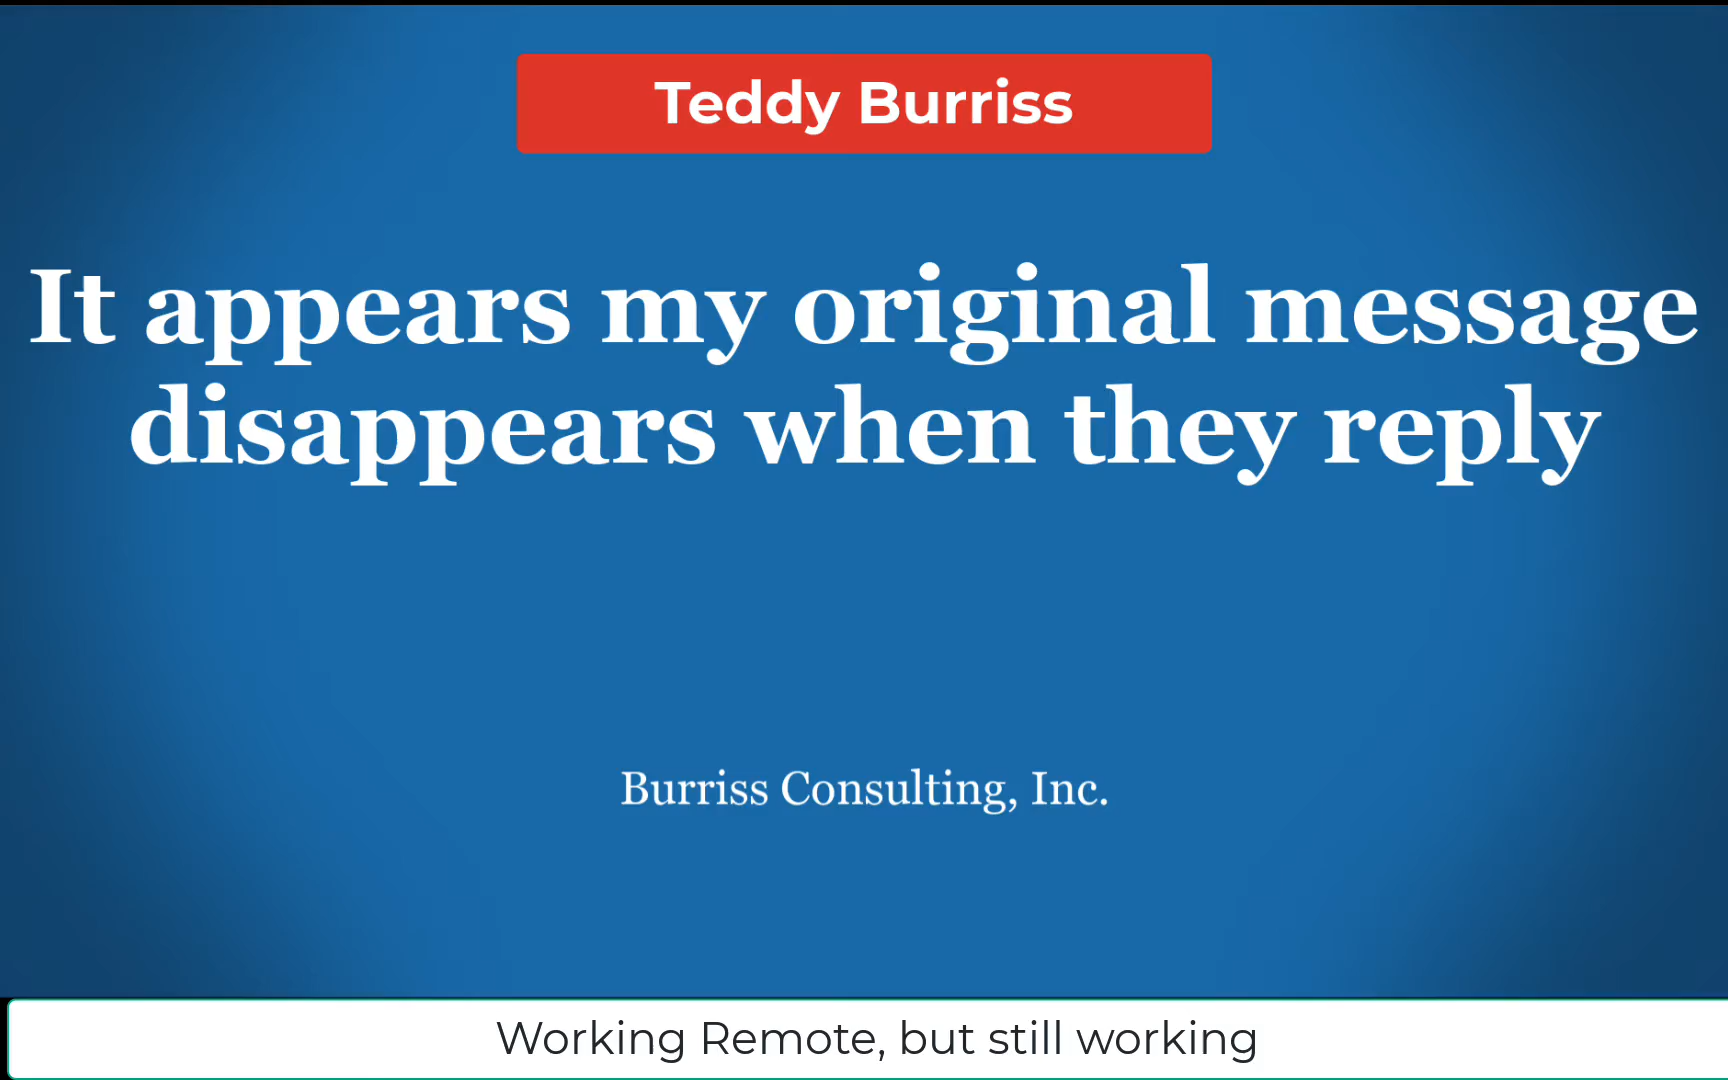 Teddy Burriss
It appears my original message
disappears when they reply
Burriss Consulting, Inc.
Working Remote, but still working